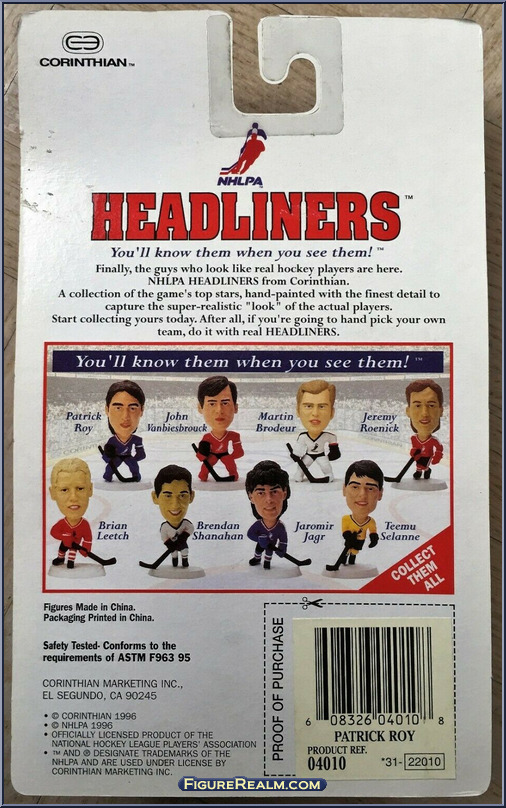 CORINTHIAN™
NHLPA
HEADLINERS™
You'll know them when you see them! ™
Finally, the guys who look like real hockey players are here.
NHLPA HEADLINERS from Corinthian.
A collection of the game's top stars, hand-painted with the finest detail to
capture the super-realistic "look" of the actual players.
Start collecting yours today. After all, if you're going to hand pick your own
team, do it with real HEADLINERS.
You'll know them when you see them! ™
Patrick
Roy
John
Vanbiesbrouck
Martin
Brodeur
Jeremy
Roenick
Brian
Leetch
Brendan
Shanahan
Jaromir
Jagr
Teemu
Selanne
COLLECT
THEM
ALL
Figures Made in China.
Packaging Printed in China.
Safety Tested- Conforms to the
requirements of ASTM F963 95
CORINTHIAN MARKETING INC.,
EL SEGUNDO, CA 90245
• © CORINTHIAN 1996
• © NHLPA 1996
• OFFICIALLY LICENSED PRODUCT OF THE
NATIONAL HOCKEY LEAGUE PLAYERS' ASSOCIATION
• ™ AND ® DESIGNATE TRADEMARKS OF THE
NHLPA AND ARE USED UNDER LICENSE BY
CORINTHIAN MARKETING INC.
PROOF OF PURCHASE
6 08326 04010 8
PATRICK ROY
PRODUCT REF.
04010 *31- 22010
FIGUREREALM.COM